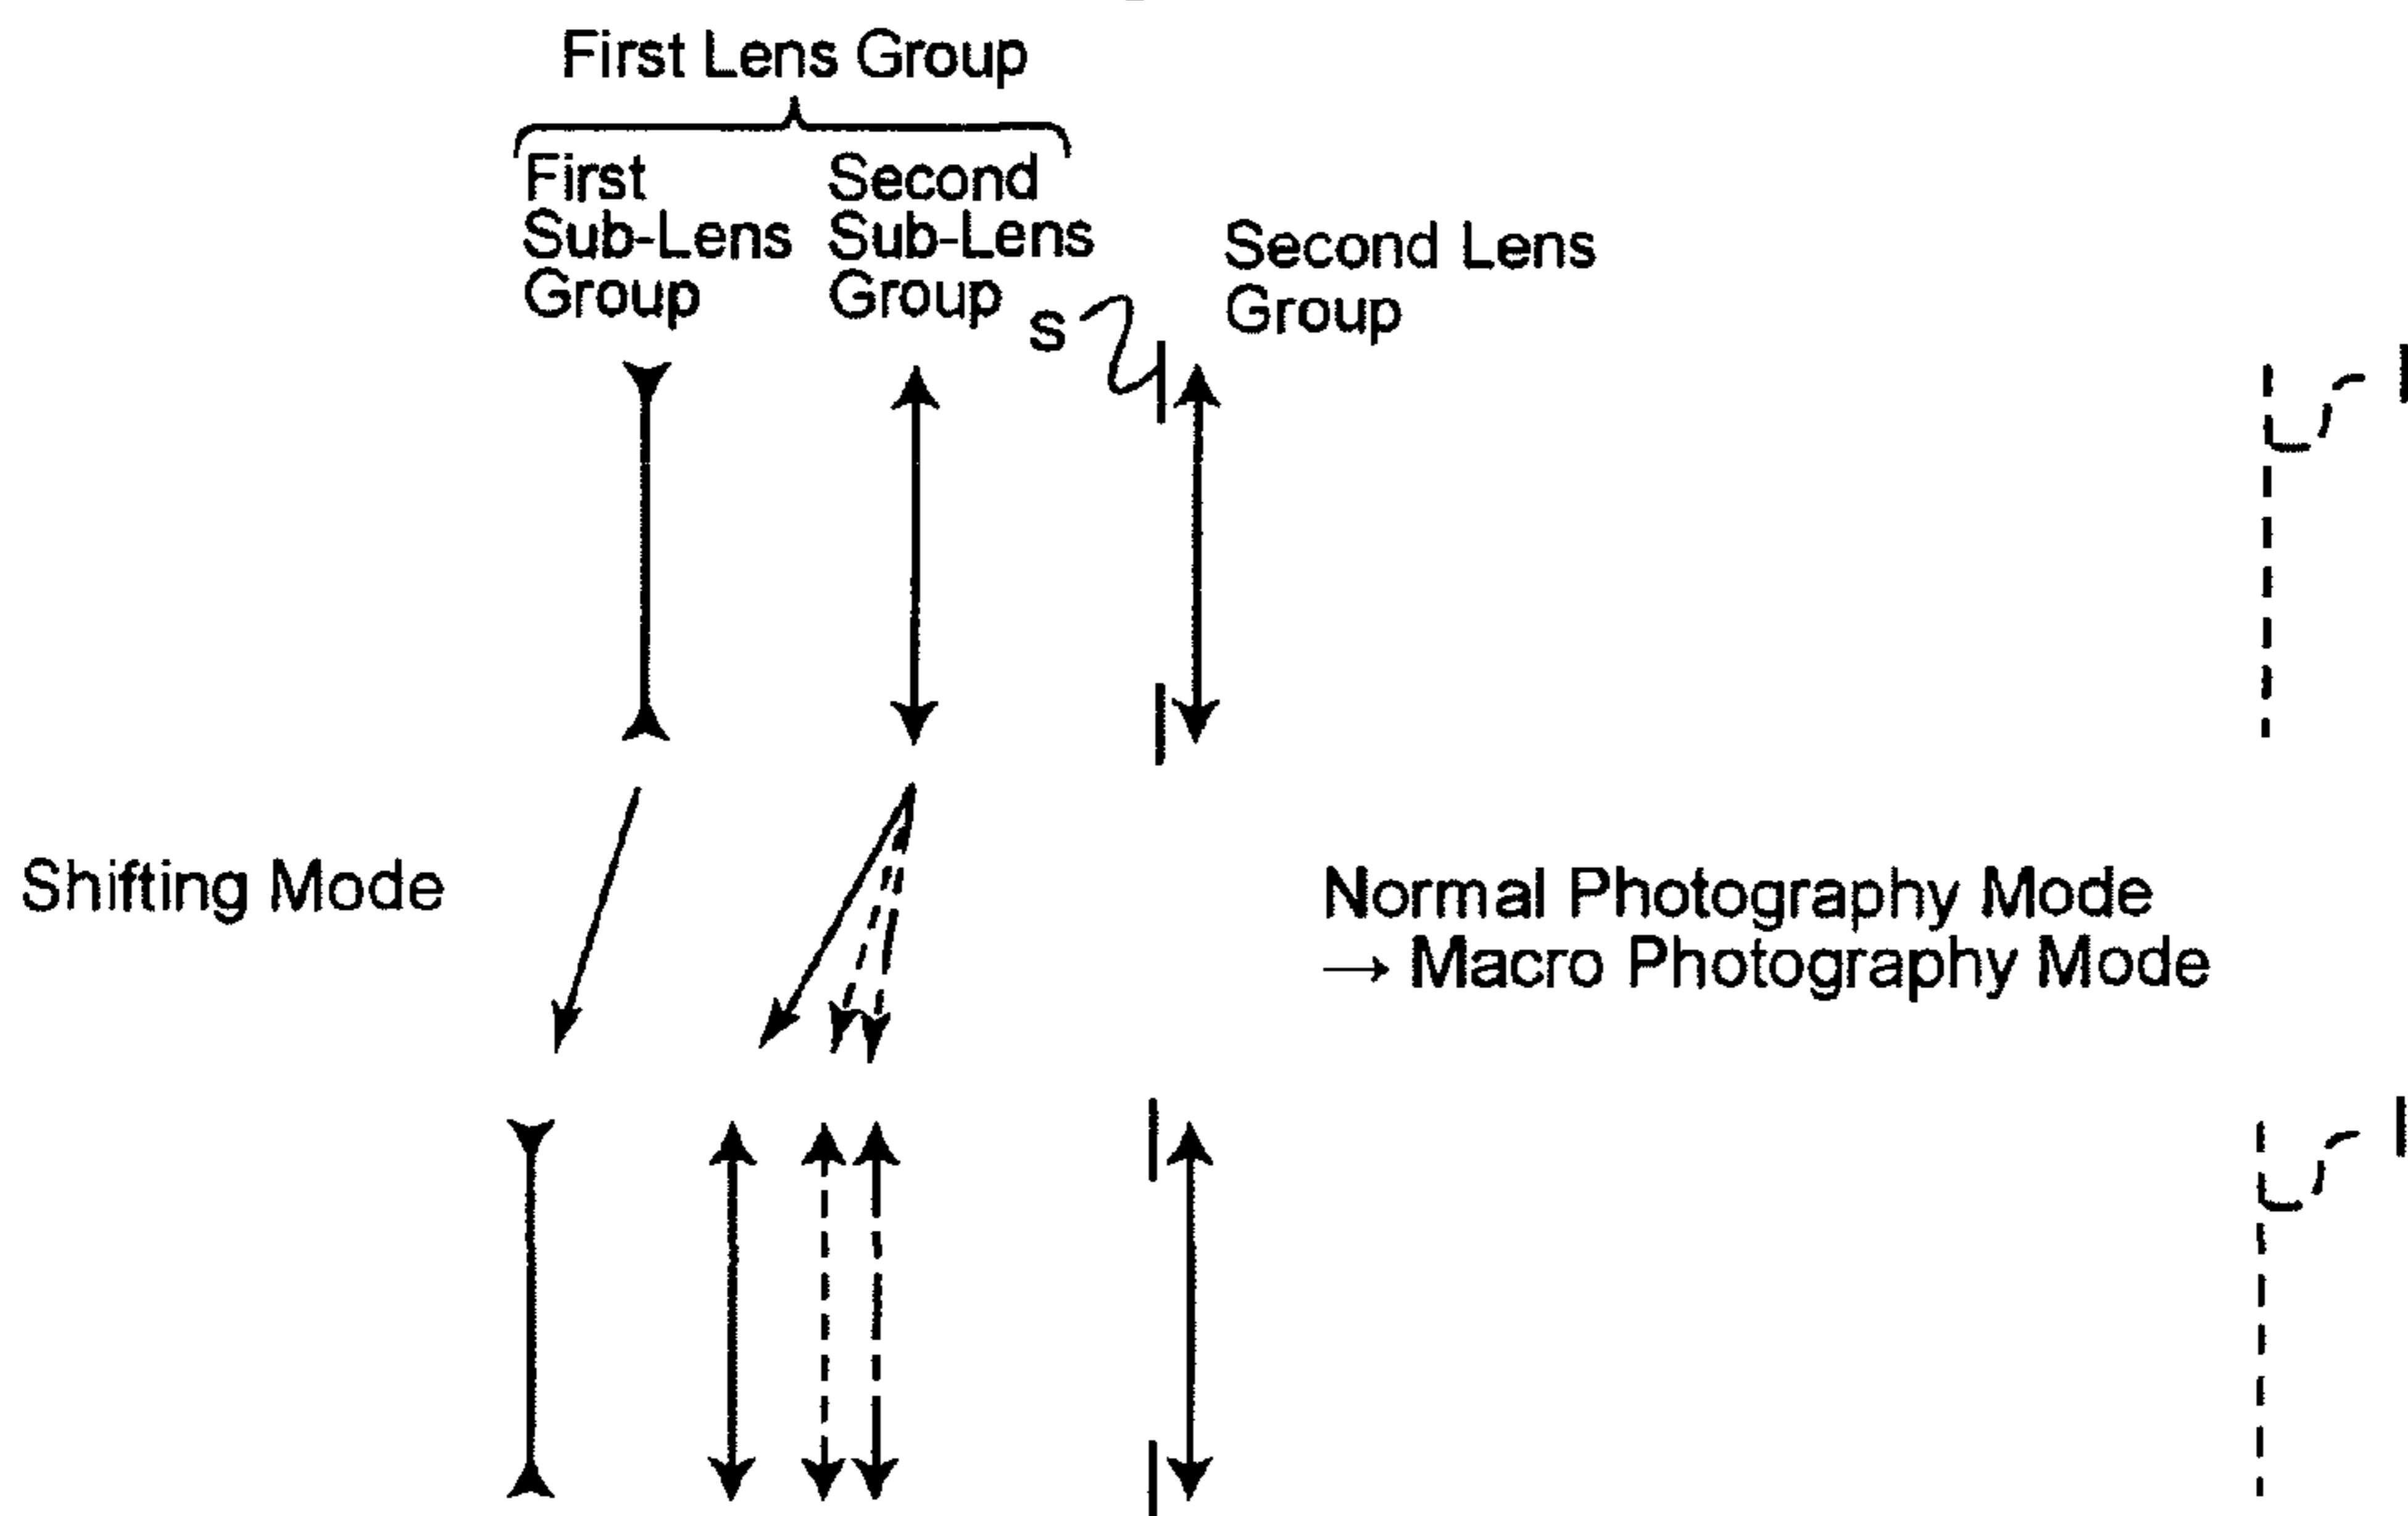 First Lens Group
First
Sub-Lens
Group
Second
Sub-Lens
Group
S
Second Lens
Group
I
Shifting Mode
Normal Photography Mode
→ Macro Photography Mode
I